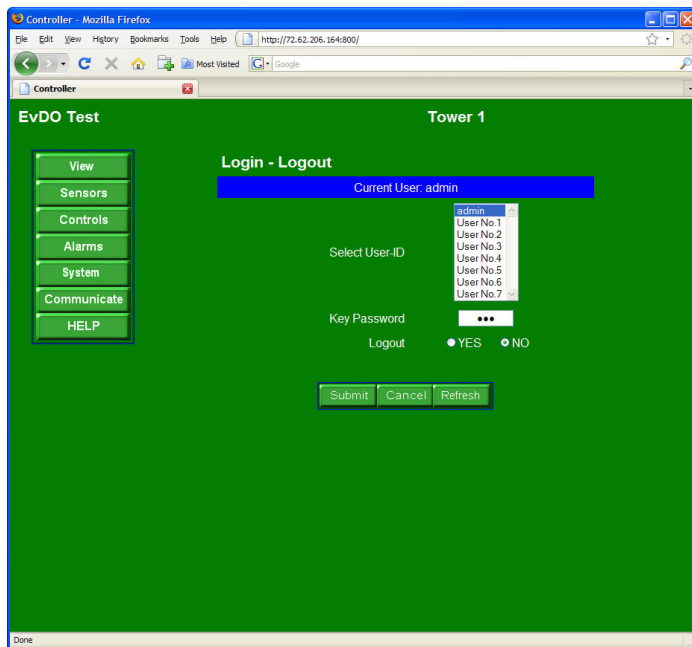 Controller - Mozilla Firefox
File Edit View History Bookmarks Tools Help http://72.62.206.164:800/
Most Visited G Google
Controller
EvDO Test Tower 1
View
Sensors
Controls
Alarms
System
Communicate
HELP
Login - Logout
Current User: admin
Select User-ID
admin
User No.1
User No.2
User No.3
User No.4
User No.5
User No.6
User No.7
Key Password •••
Logout YES NO
Submit Cancel Refresh
Done